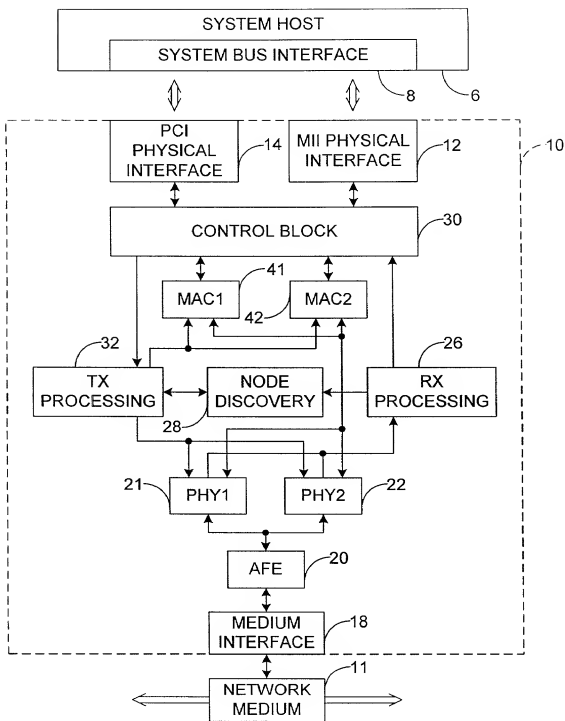 SYSTEM HOST
SYSTEM BUS INTERFACE
8
6
PCI
PHYSICAL
INTERFACE
14
MII PHYSICAL
INTERFACE
12
10
CONTROL BLOCK
30
41
MAC1
42
MAC2
32
TX
PROCESSING
NODE
DISCOVERY
28
26
RX
PROCESSING
21
PHY1
PHY2
22
AFE
20
MEDIUM
INTERFACE
18
11
NETWORK
MEDIUM